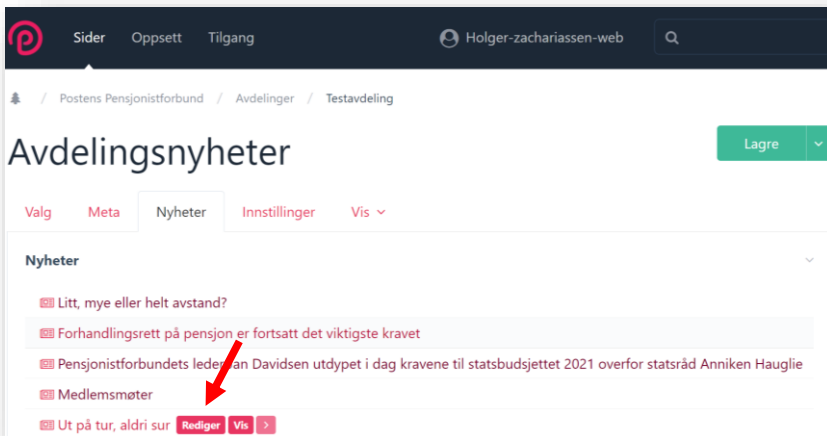 Sider Oppsett Tilgang Holger-zachariassen-web
/ Postens Pensjonistforbund / Avdelinger / Testavdeling
Avdelingsnyheter Lagre
Valg Meta Nyheter Innstillinger Vis
Nyheter
Litt, mye eller helt avstand?
Forhandlingsrett på pensjon er fortsatt det viktigste kravet
Pensjonistforbundets leder an Davidsen utdypet i dag kravene til statsbudsjettet 2021 overfor statsråd Anniken Hauglie
Medlemsmøter
Ut på tur, aldri sur Rediger Vis >